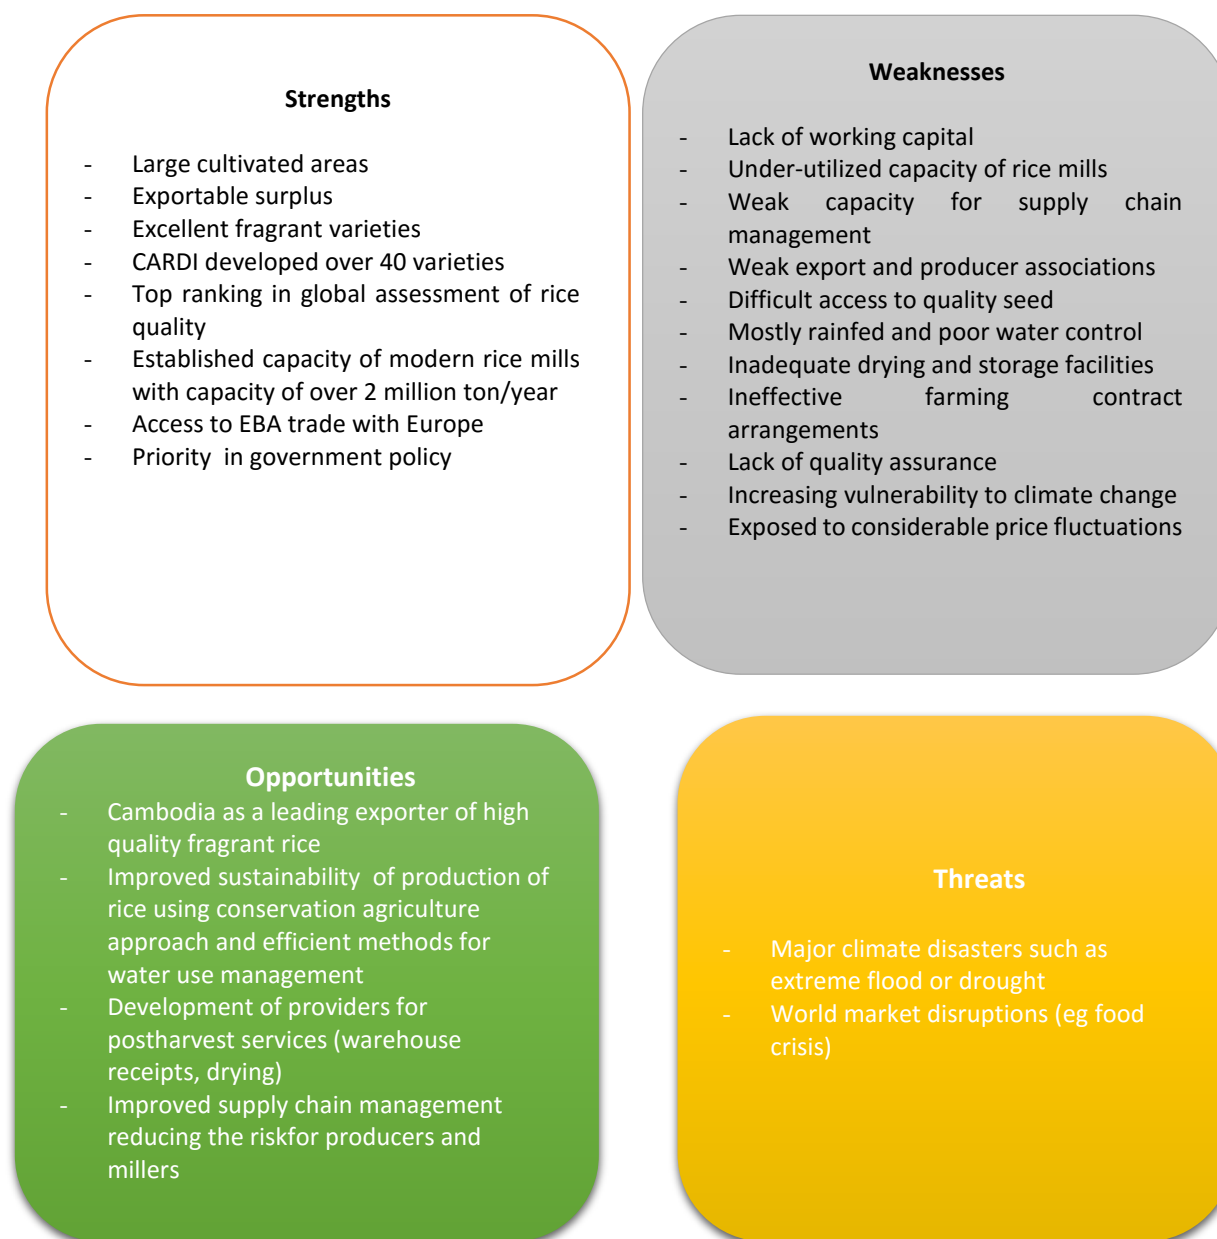 Strengths
- Large cultivated areas
- Exportable surplus
- Excellent fragrant varieties
- CARDI developed over 40 varieties
- Top ranking in global assessment of rice
quality
- Established capacity of modern rice mills
with capacity of over 2 million ton/year
- Access to EBA trade with Europe
- Priority in government policy
Weaknesses
- Lack of working capital
- Under-utilized capacity of rice mills
- Weak capacity for supply chain
management
- Weak export and producer associations
- Difficult access to quality seed
- Mostly rainfed and poor water control
- Inadequate drying and storage facilities
- Ineffective farming contract
arrangements
- Lack of quality assurance
- Increasing vulnerability to climate change
- Exposed to considerable price fluctuations
Opportunities
- Cambodia as a leading exporter of high
quality fragrant rice
- Improved sustainability of production of
rice using conservation agriculture
approach and efficient methods for
water use management
- Development of providers for
postharvest services (warehouse
receipts, drying)
- Improved supply chain management
reducing the riskfor producers and
millers
Threats
- Major climate disasters such as
extreme flood or drought
- World market disruptions (eg food
crisis)